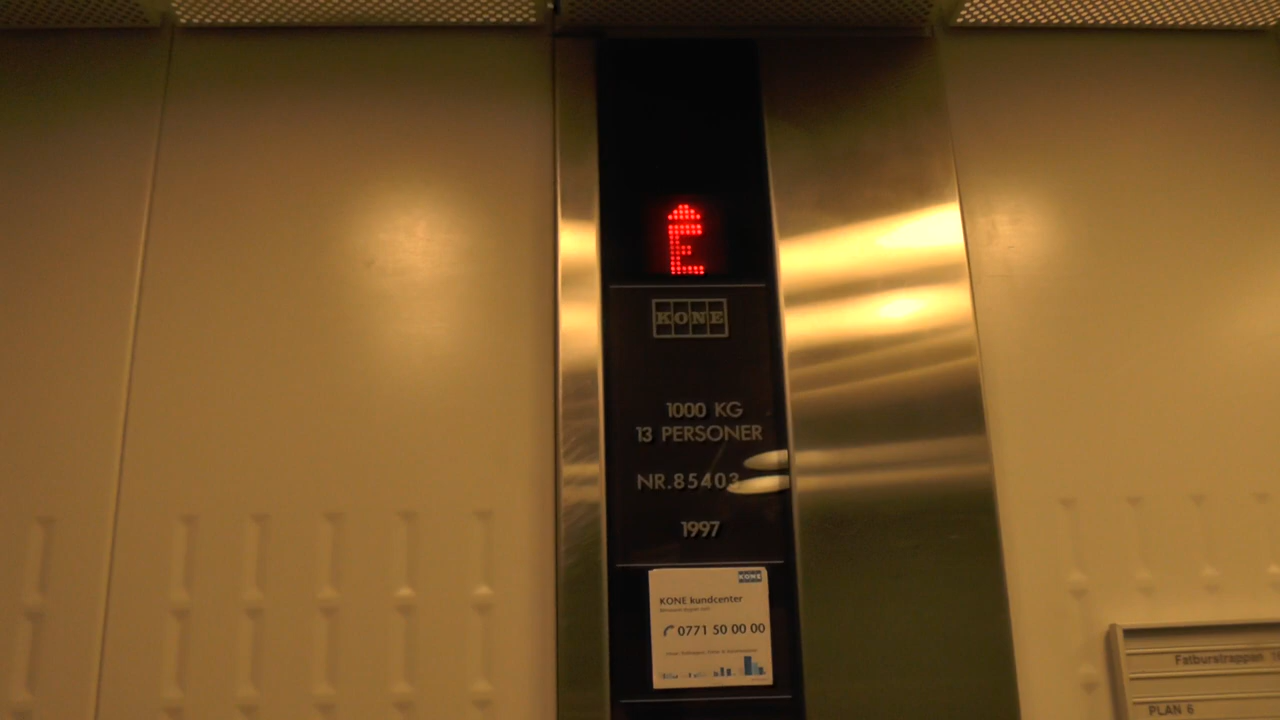 E
KONE
1000 KG
13 PERSONER
NR.85403
1997
KONE
KONE kundcenter
0771 50 00 00
Fatburstrappan
PLAN 6